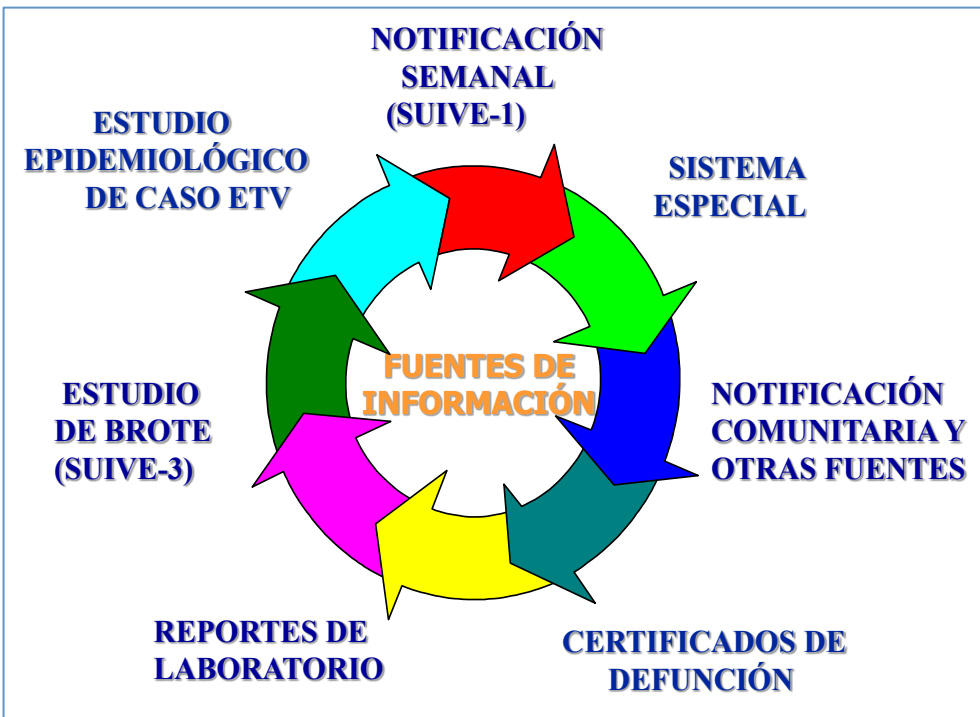 NOTIFICACIÓN
SEMANAL
(SUIVE-1)
SISTEMA
ESPECIAL
NOTIFICACIÓN
COMUNITARIA Y
OTRAS FUENTES
CERTIFICADOS DE
DEFUNCIÓN
REPORTES DE
LABORATORIO
ESTUDIO
DE BROTE
(SUIVE-3)
ESTUDIO
EPIDEMIOLÓGICO
DE CASO ETV
FUENTES DE
INFORMACIÓN